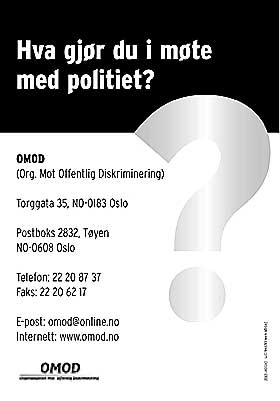 Hva gjør du i møte
med politiet?
OMOD
(Org. Mot Offentlig Diskriminering)
Torggata 35, NO-0183 Oslo
Postboks 2832, Tøyen
NO-0608 Oslo
Telefon: 22 20 87 37
Faks: 22 20 62 17
E-post: omod@online.no
Internett: www.omod.no
OMOD